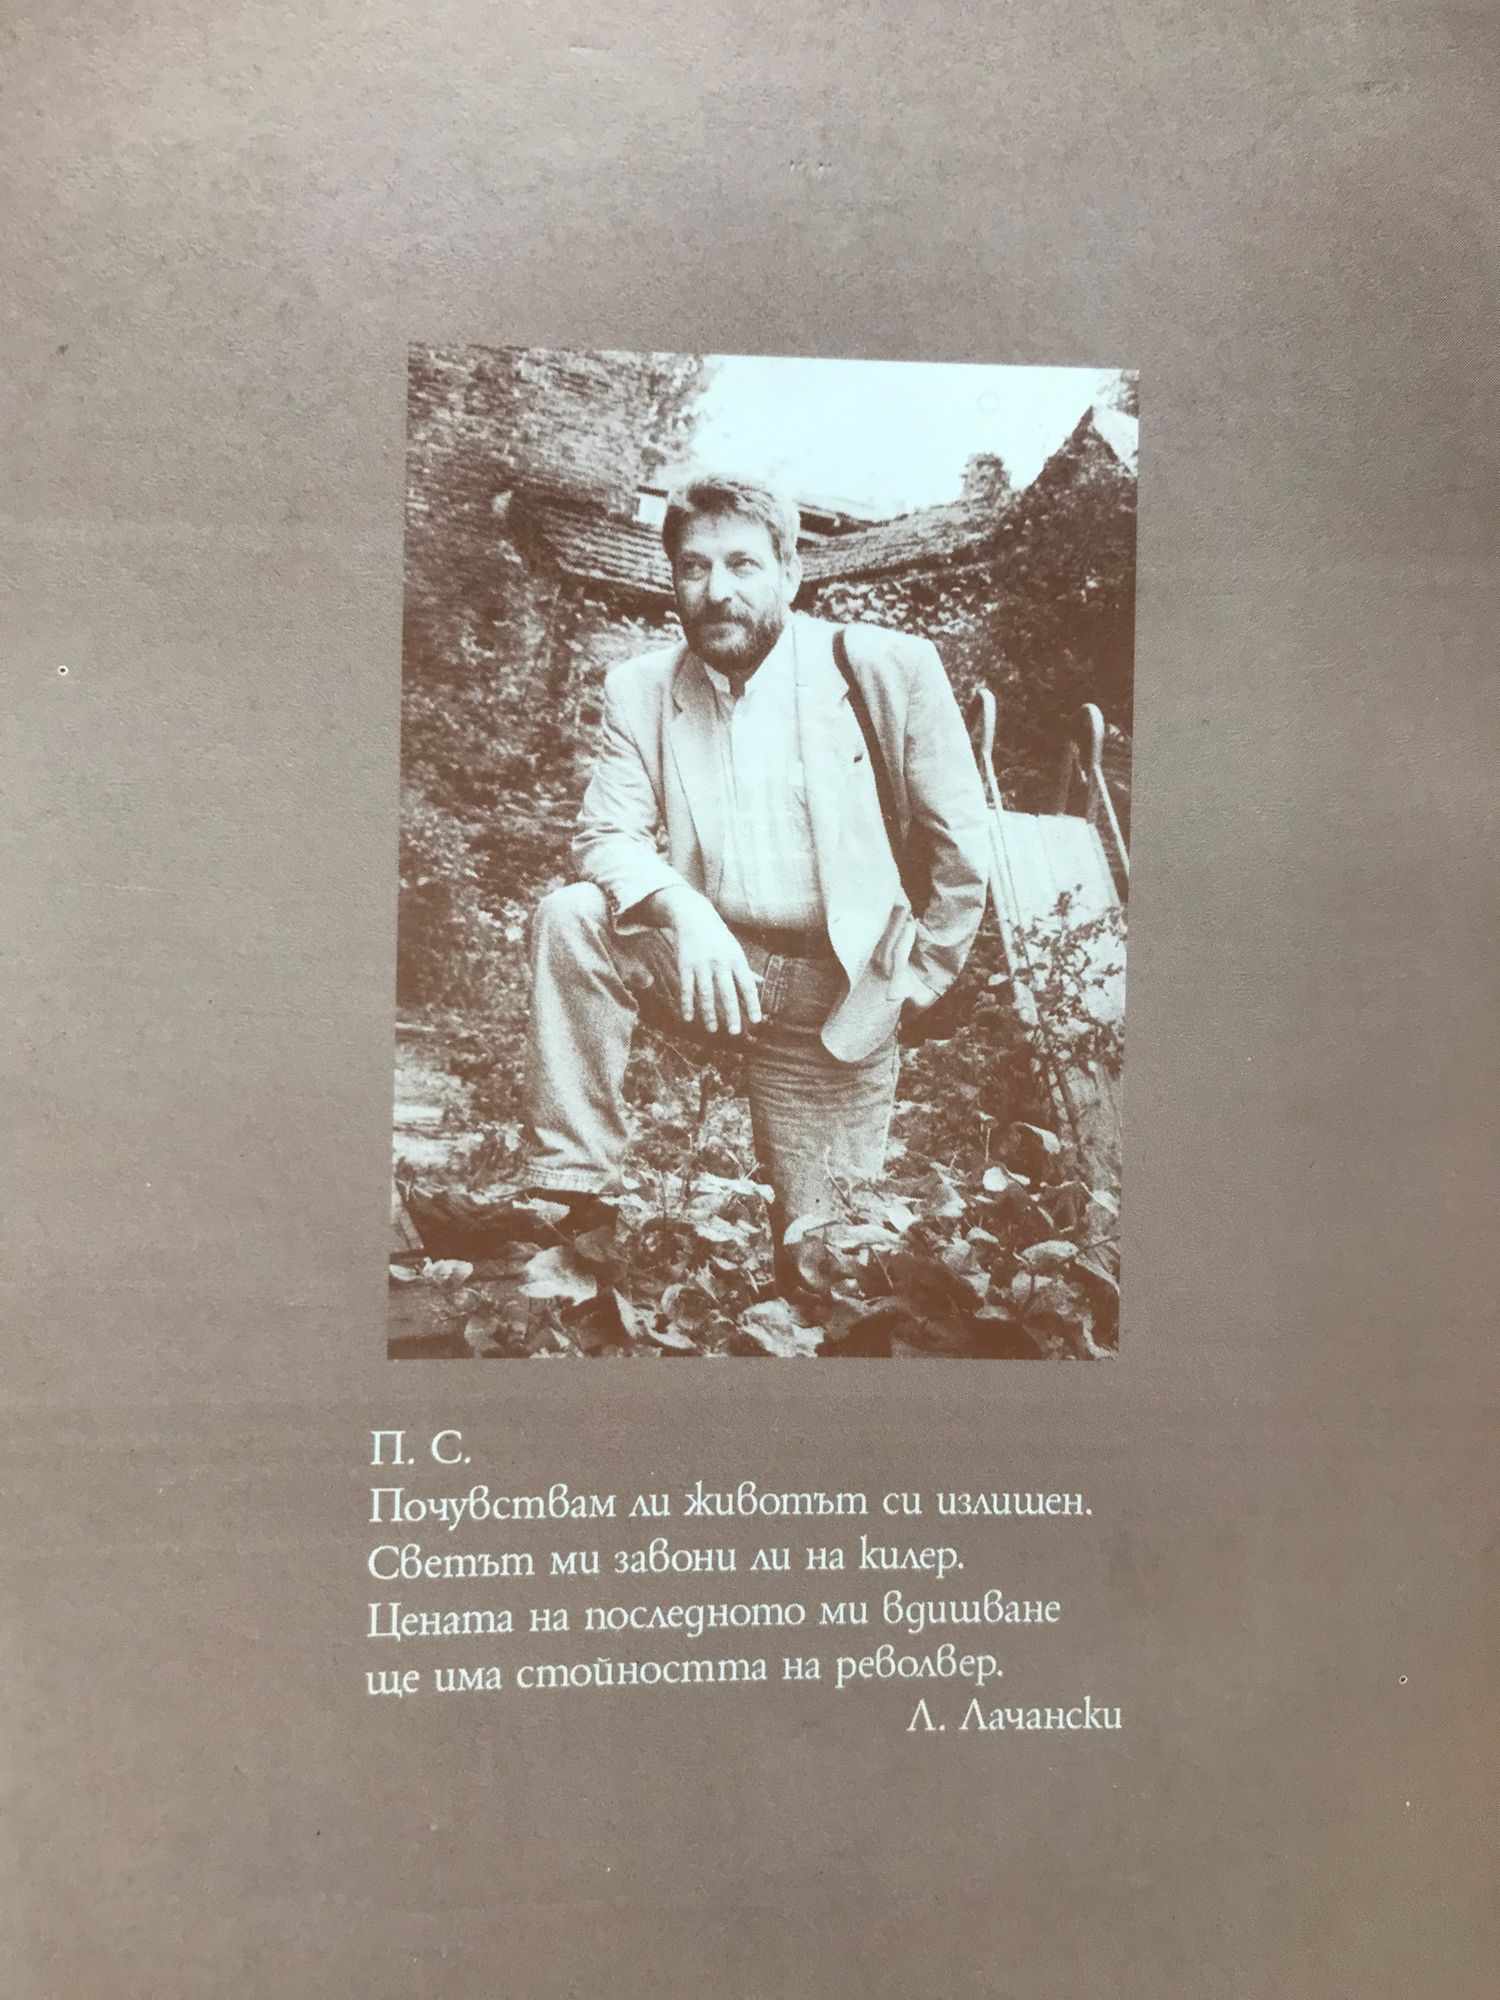 П. С.
Почувствам ли животът си излишен.
Светът ми завони ли на килер.
Цената на последното ми вдишване
ще има стойността на револвер.
Л. Лачански